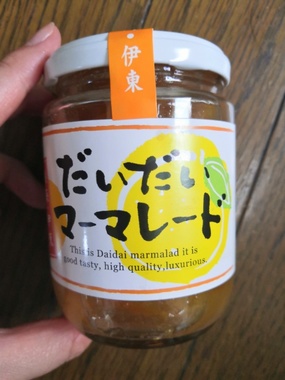 伊東
だいだい
マーマレード
This is Daidai marmalad it is
good tasty, high quality,luxurious.